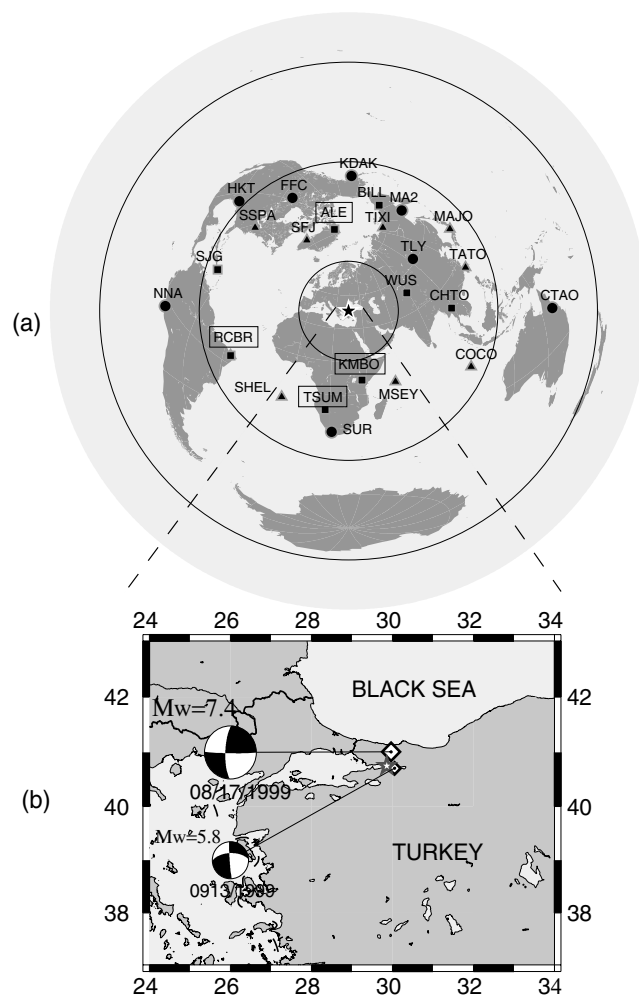 (a)
KDAK
HKT
FFC
BILL
MA2
SSPA
ALE
SFJ
TIXI
MAJO
TLY
TATO
SJG
WUS
NNA
CHTO
CTAO
RCBR
KMBO
COCO
SHEL
TSUM
MSEY
SUR
24 26 28 30 32 34
(b)
42
BLACK SEA
42
Mw=7.4
08/17/1999
40
40
Mw=5.8
TURKEY
0913/1999
38
38
24 26 28 30 32 34